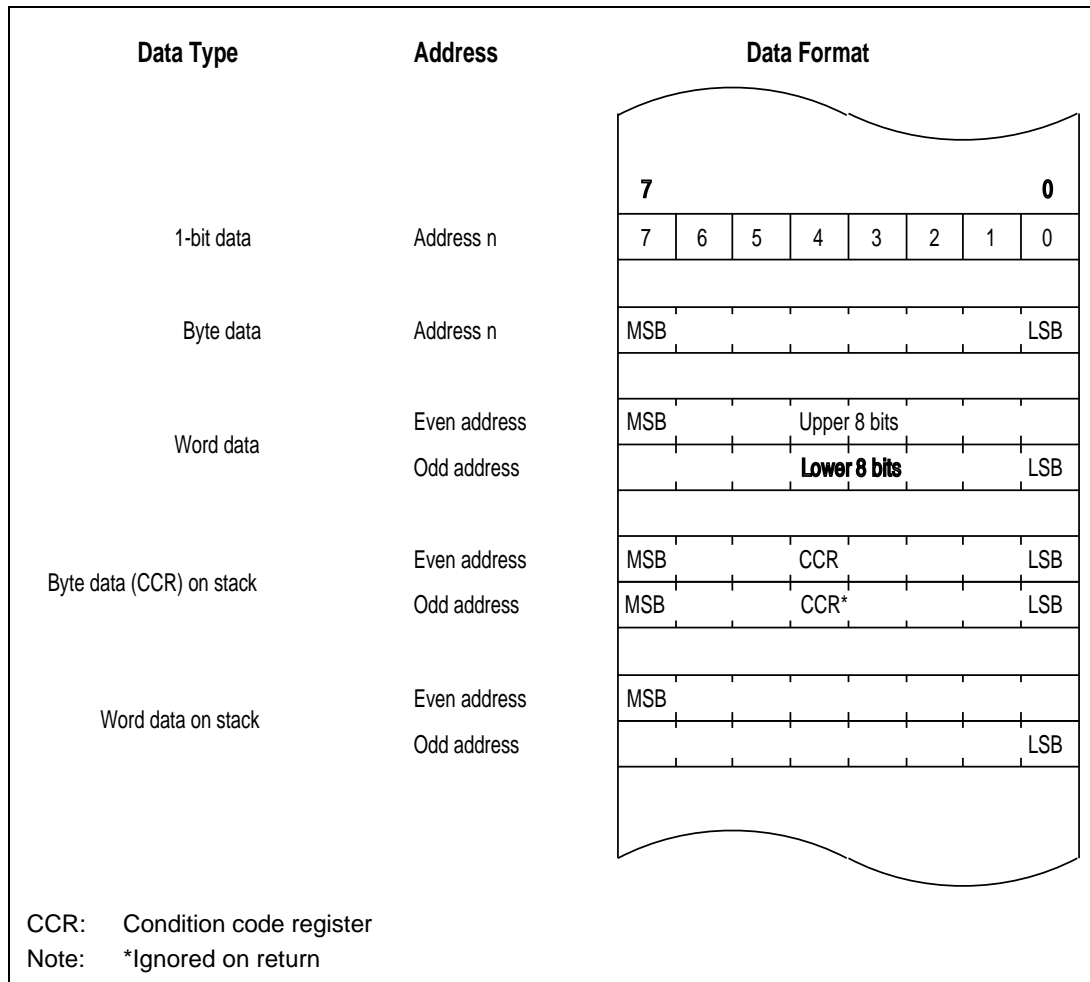 Data Type Address Data Format
7 0
1-bit data Address n 7 6 5 4 3 2 1 0
Byte data Address n MSB LSB
Word data
Even address MSB Upper 8 bits
Odd address Lower 8 bits LSB
Byte data (CCR) on stack
Even address MSB CCR LSB
Odd address MSB CCR* LSB
Word data on stack
Even address MSB
Odd address LSB
CCR: Condition code register
Note: *Ignored on return